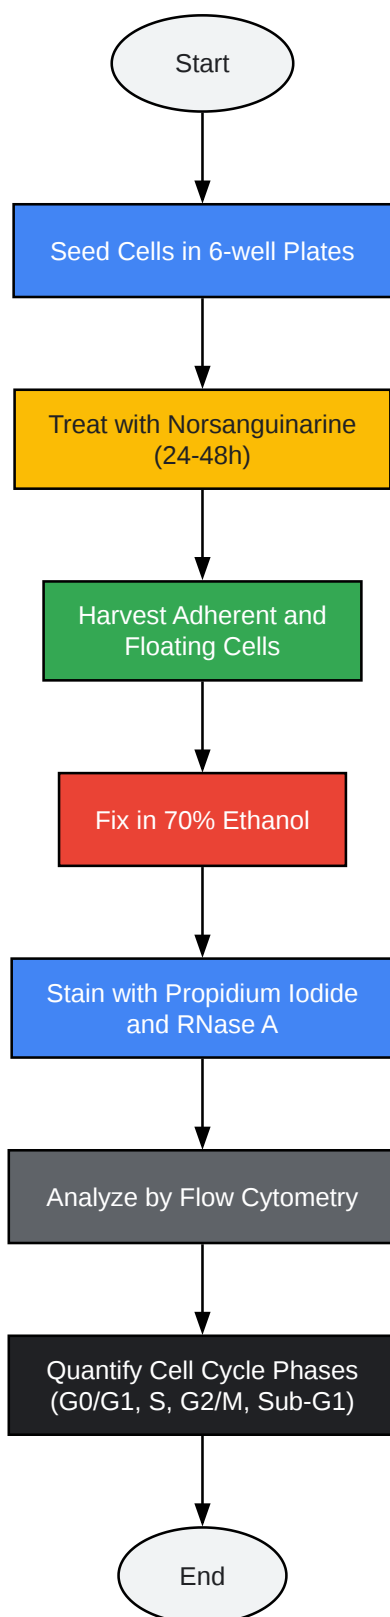 Start
Seed Cells in 6-well Plates
Treat with Norsanguinarine
(24-48h)
Harvest Adherent and
Floating Cells
Fix in 70% Ethanol
Stain with Propidium Iodide
and RNase A
Analyze by Flow Cytometry
Quantify Cell Cycle Phases
(G0/G1, S, G2/M, Sub-G1)
End